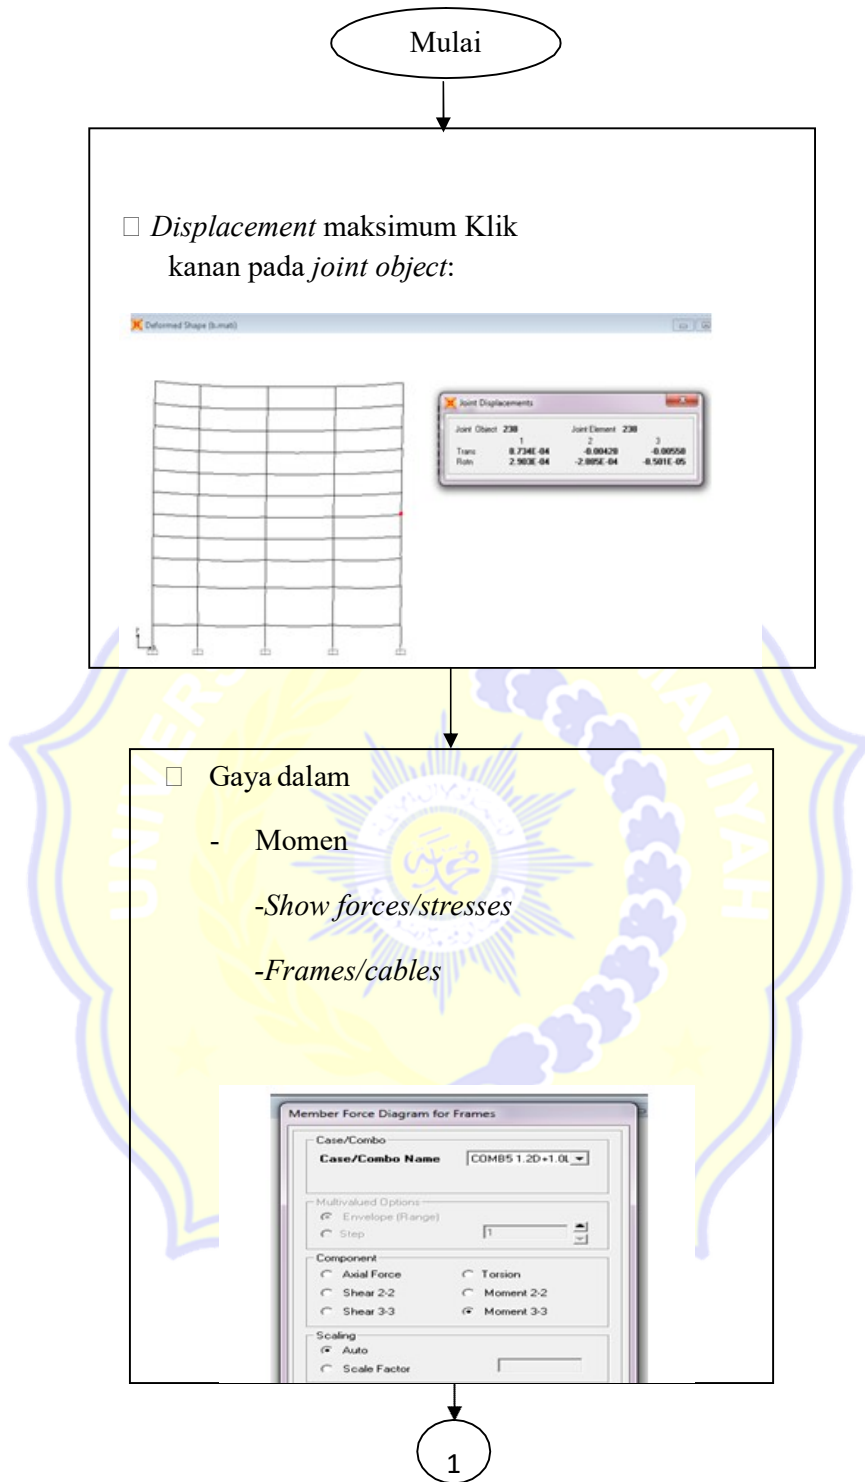 Mulai
□ Displacement maksimum Klik
kanan pada joint object:
Deformed Shape (b.mati)
Joint Displacements
Joint Object 238 Joint Element 238
1 2 3
Trans 8.734E-04 -0.00428 -0.00550
Rotn 2.903E-04 -2.005E-04 -8.501E-05
□ Gaya dalam
- Momen
-Show forces/stresses
-Frames/cables
Member Force Diagram for Frames
Case/Combo
Case/Combo Name COMB5 1.2D+1.0L
Multivalued Options
Envelope (Range)
Step 1
Component
Axial Force Torsion
Shear 2-2 Moment 2-2
Shear 3-3 Moment 3-3
Scaling
Auto
Scale Factor
1